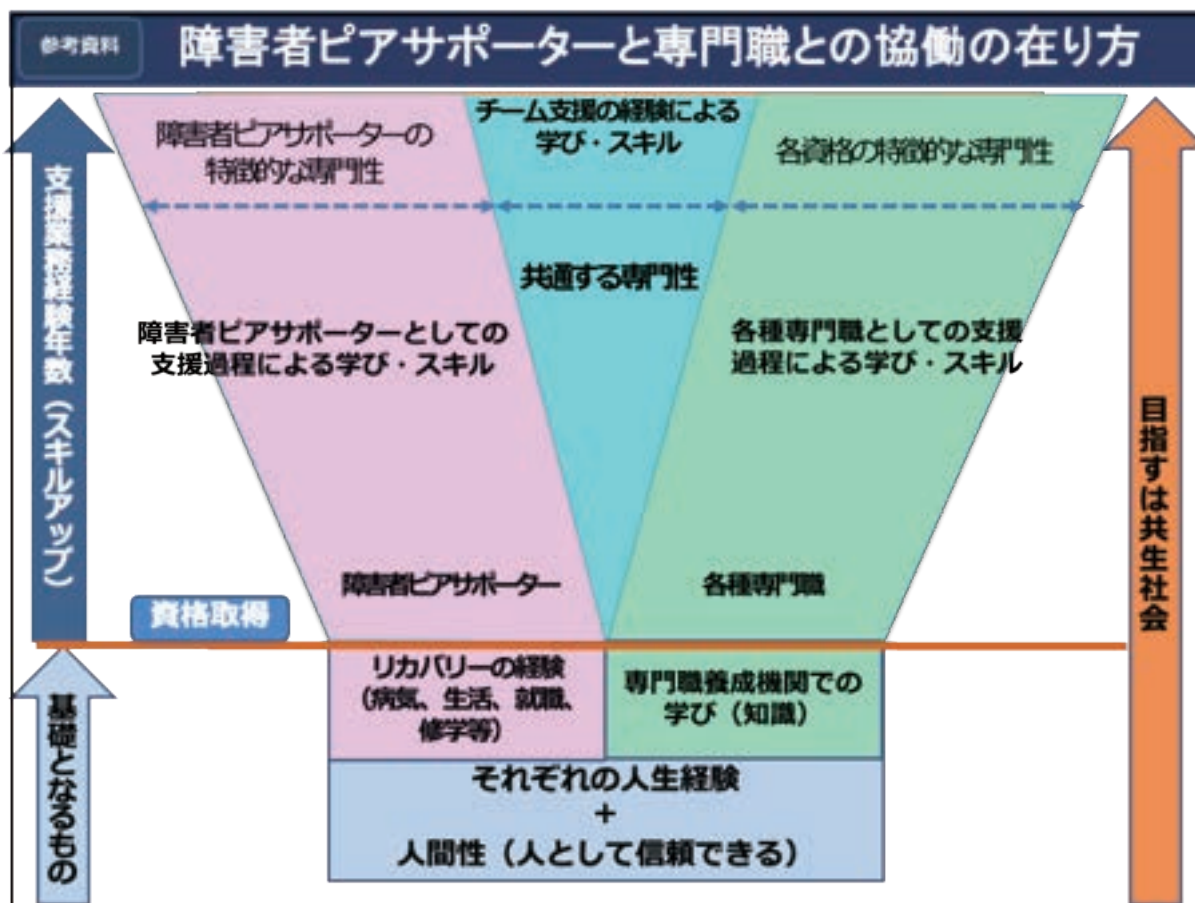 参考資料
障害者ピアサポーターと専門職との協働の在り方
障害者ピアサポーターの
特徴的な専門性
チーム支援の経験による
学び・スキル
各資格の特徴的な専門性
共通する専門性
障害者ピアサポーターとしての
支援過程による学び・スキル
各種専門職としての支援
過程による学び・スキル
障害者ピアサポーター
各種専門職
支援業務経験年数（スキルアップ）
目指すは共生社会
資格取得
リカバリーの経験
（病気、生活、就職、
修学等）
専門職養成機関での
学び（知識）
基礎となるもの
それぞれの人生経験
+
人間性（人として信頼できる）